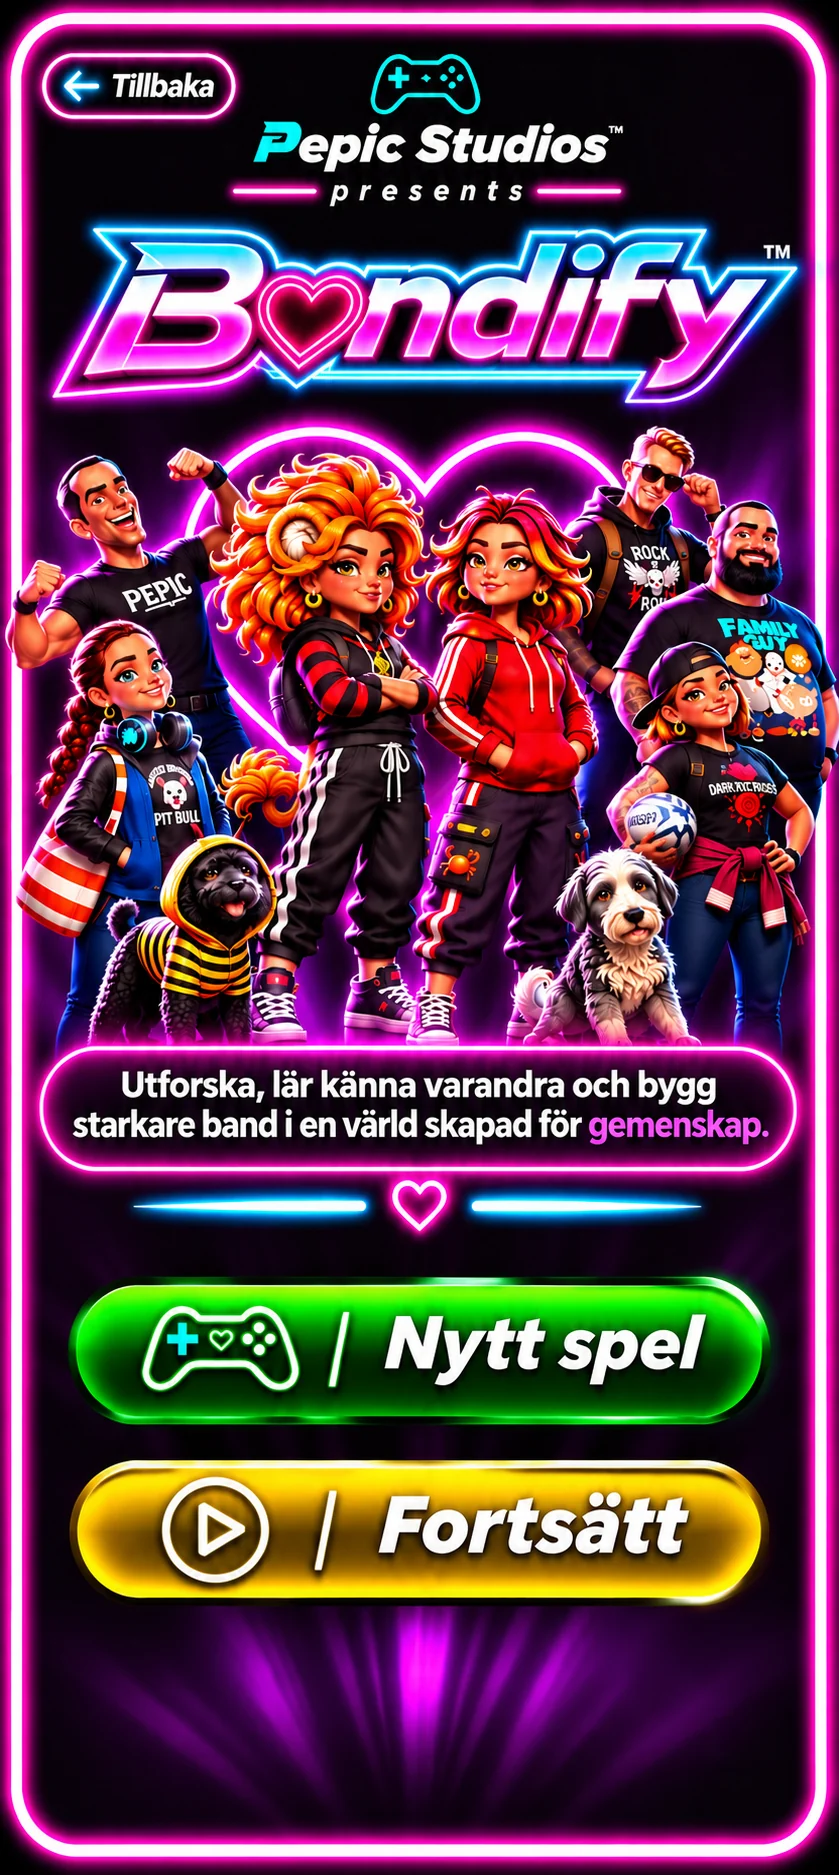 Tillbaka
Pepic Studios™
presents
Bondify™
PEPIC
ROCK
FAMILY
GUY
PIT BULL
Utforska, lär känna varandra och bygg
starkare band i en värld skapad för gemenskap.
Nytt spel
Fortsätt